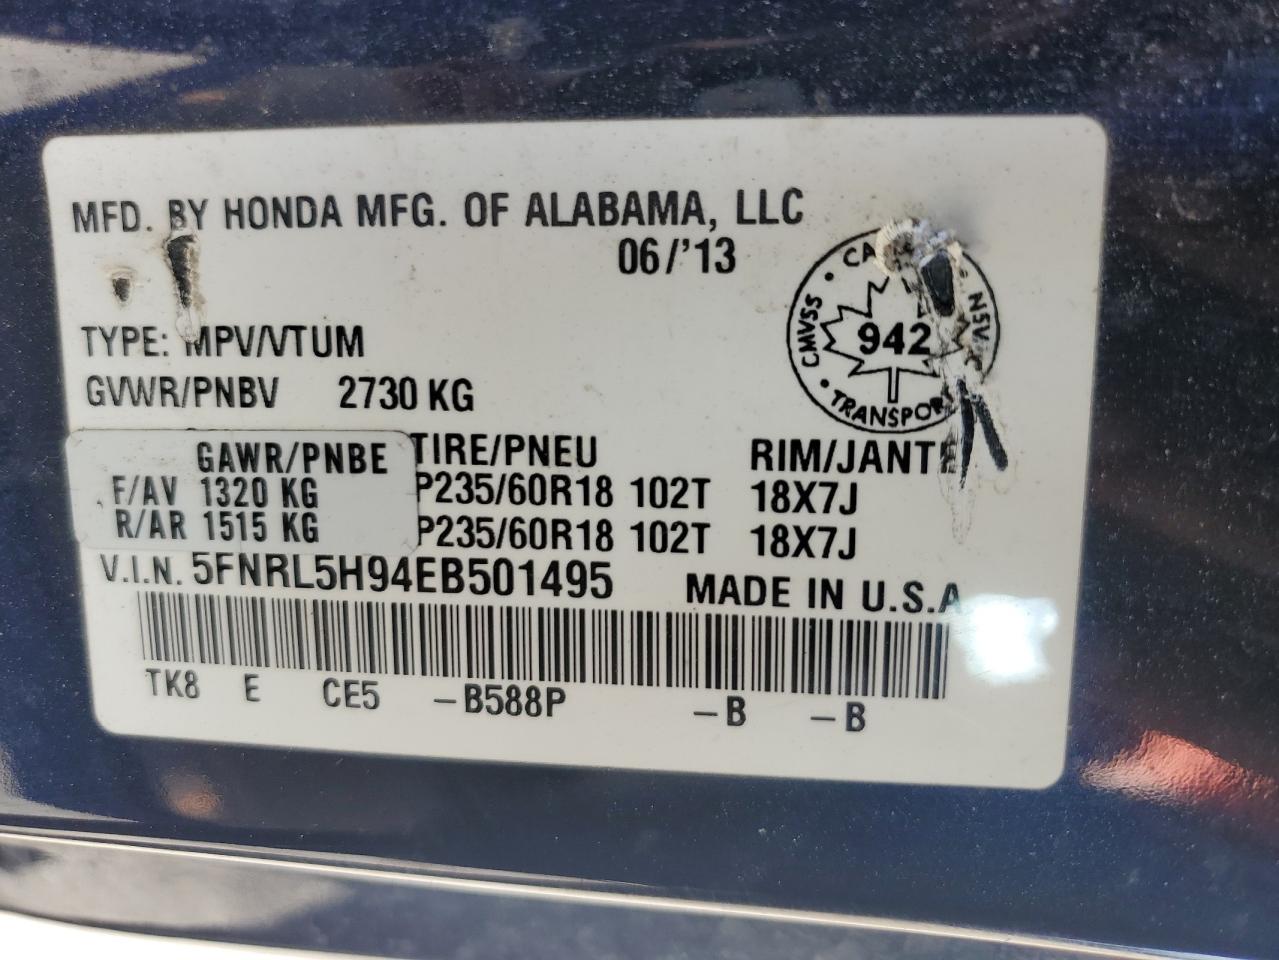 MFD. BY HONDA MFG. OF ALABAMA, LLC
06/'13
TYPE: MPV/VTUM
GVWR/PNBV 2730 KG
CMVSS
942
TRANSPORT
GAWR/PNBE TIRE/PNEU RIM/JANTE
F/AV 1320 KG P235/60R18 102T 18X7J
R/AR 1515 KG P235/60R18 102T 18X7J
V.I.N. 5FNRL5H94EB501495 MADE IN U.S.A
TK8 E CE5 -B588P -B -B